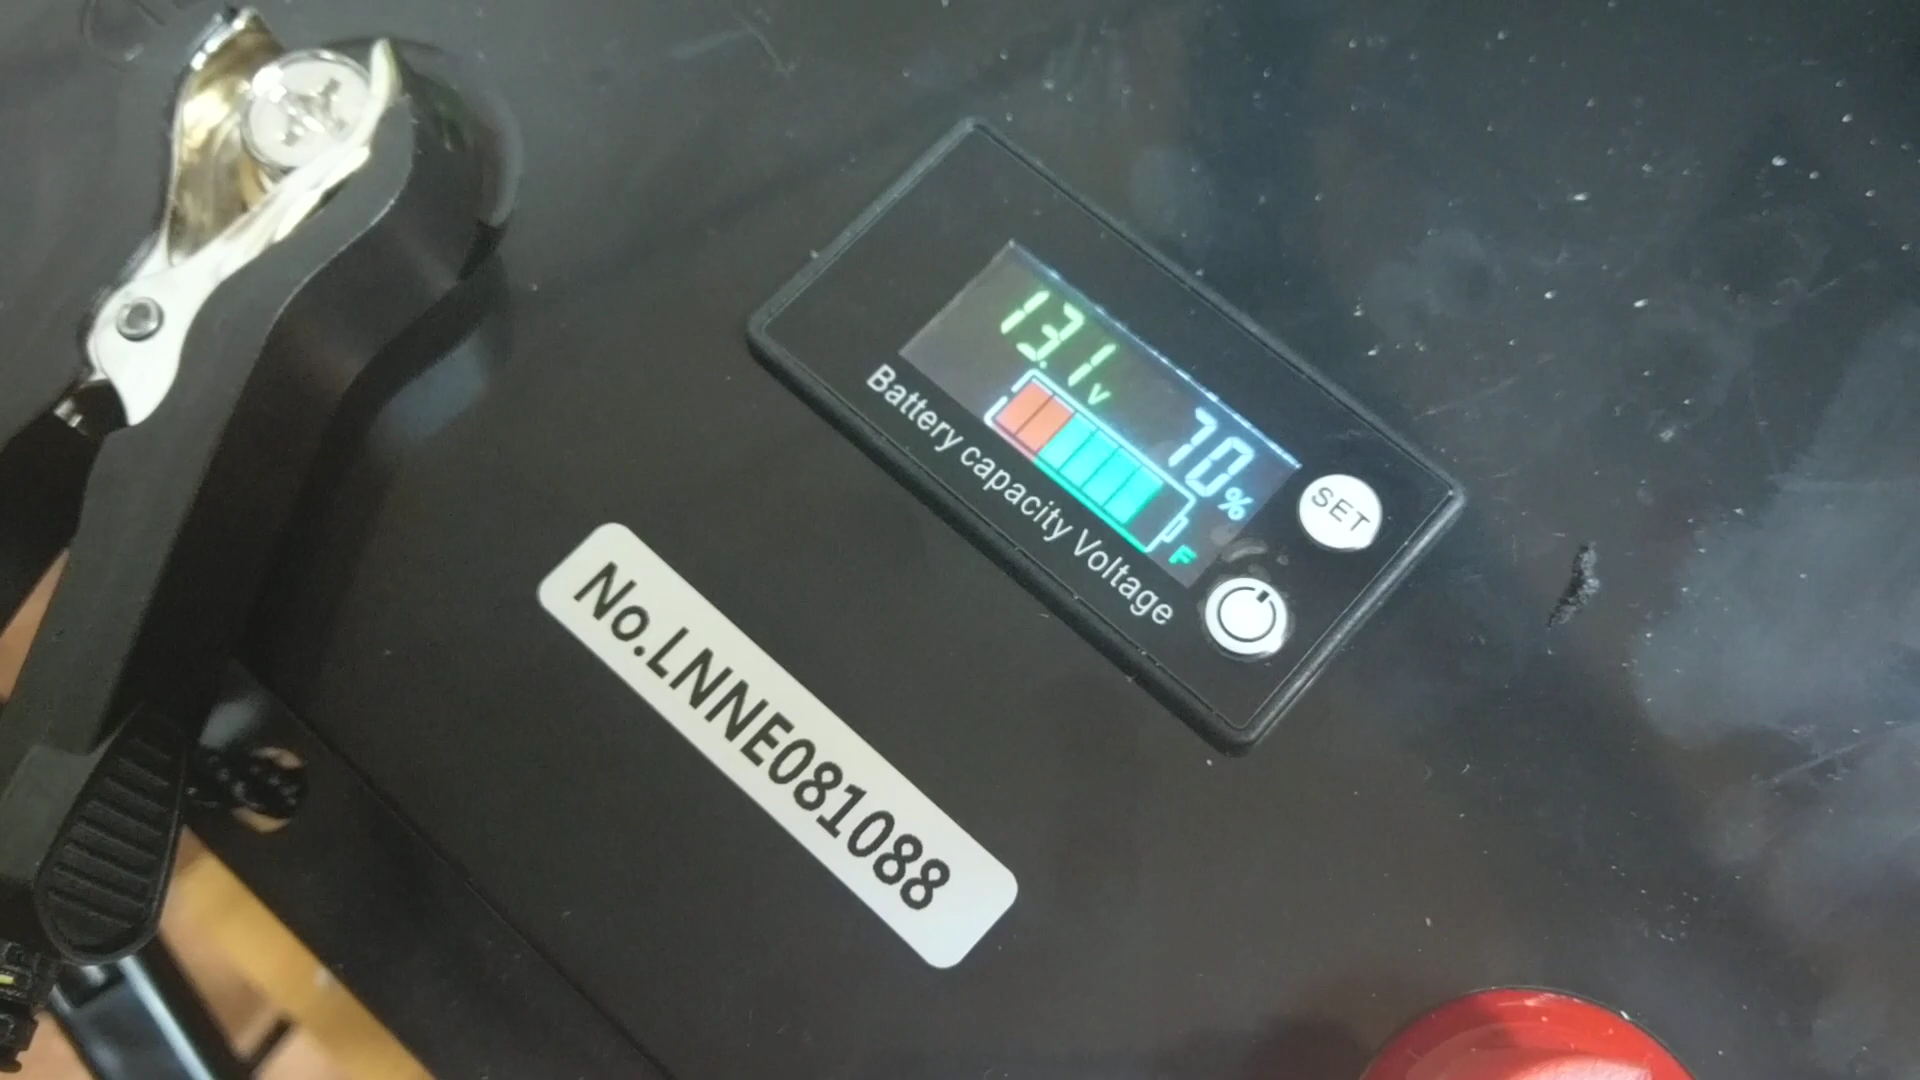 13.1v
70%
F
Battery capacity Voltage
SET
No.LNNE081088